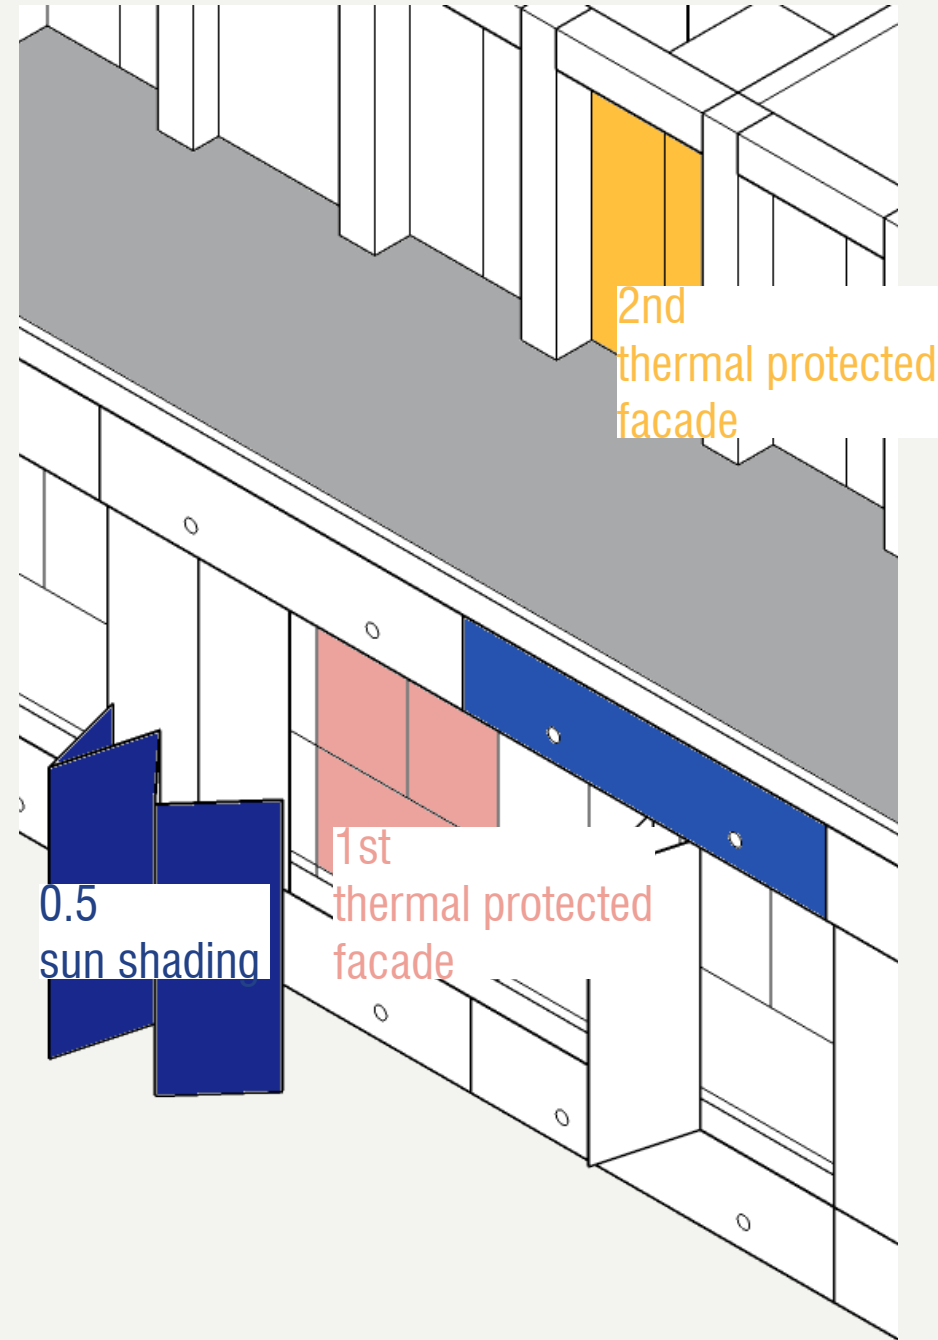 2nd
thermal protected
facade
1st
thermal protected
facade
0.5
sun shading